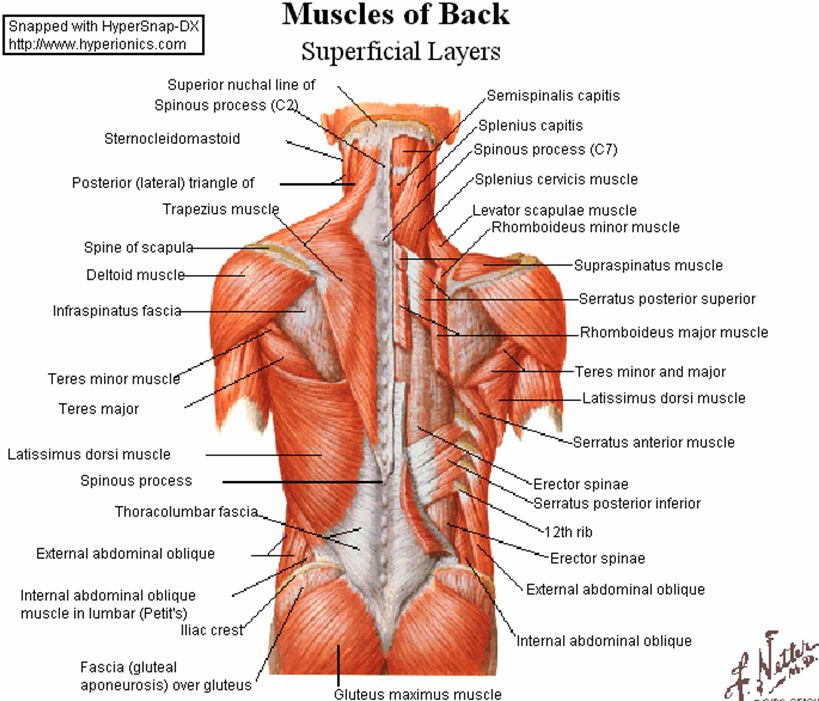 Muscles of Back
Superficial Layers
Snapped with HyperSnap-DX
http://www.hyperionics.com
Superior nuchal line of
Spinous process (C2)
Sternocleidomastoid
Posterior (lateral) triangle of
Trapezius muscle
Spine of scapula
Deltoid muscle
Infraspinatus fascia
Teres minor muscle
Teres major
Latissimus dorsi muscle
Spinous process
Thoracolumbar fascia
External abdominal oblique
Internal abdominal oblique
muscle in lumbar (Petit's)
Iliac crest
Fascia (gluteal
aponeurosis) over gluteus
Gluteus maximus muscle
Semispinalis capitis
Splenius capitis
Spinous process (C7)
Splenius cervicis muscle
Levator scapulae muscle
Rhomboideus minor muscle
Supraspinatus muscle
Serratus posterior superior
Rhomboideus major muscle
Teres minor and major
Latissimus dorsi muscle
Serratus anterior muscle
Erector spinae
Serratus posterior inferior
12th rib
Erector spinae
External abdominal oblique
Internal abdominal oblique
F. Netter
M.D.